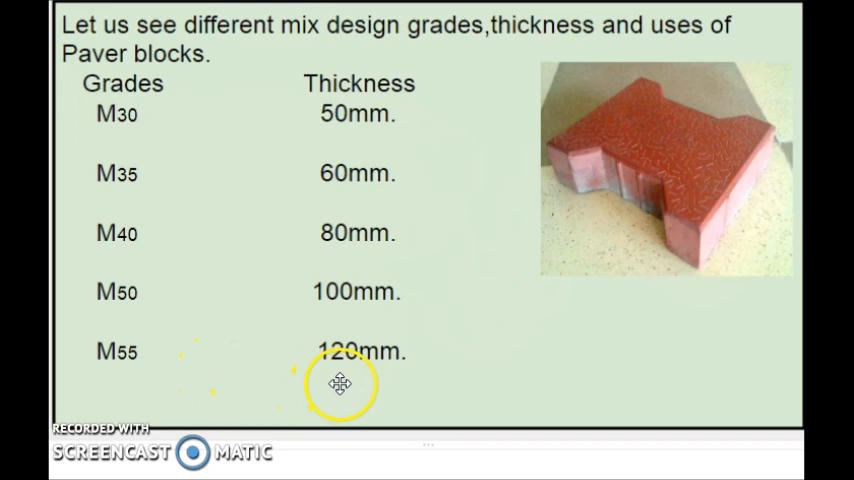 Let us see different mix design grades,thickness and uses of
Paver blocks.
Grades Thickness
M30 50mm.
M35 60mm.
M40 80mm.
M50 100mm.
M55 120mm.
RECORDED WITH
SCREENCAST MATIC